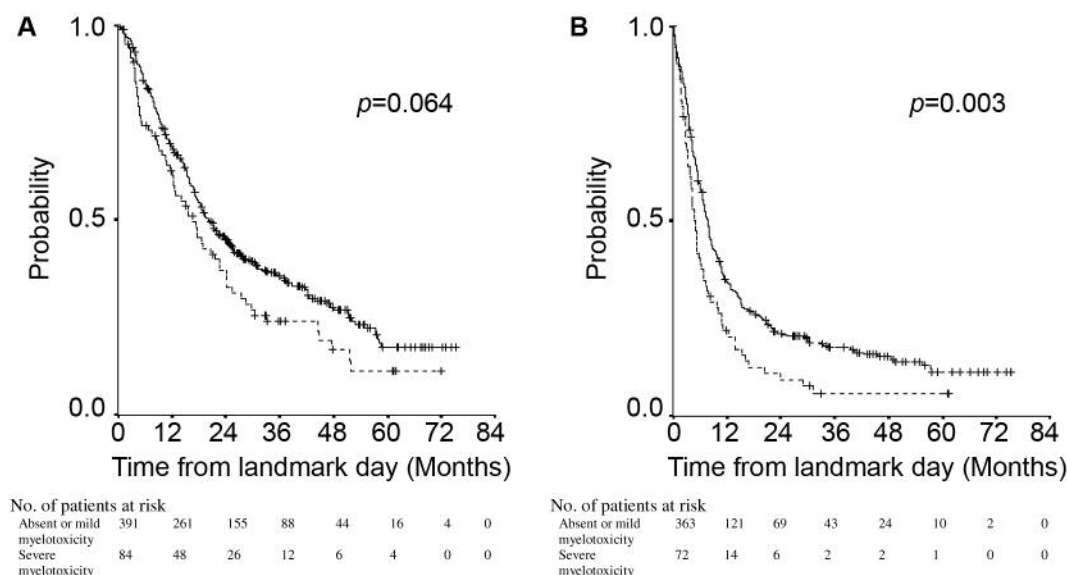 A
1.0
p=0.064
Probability
0.5
0.0
0 12 24 36 48 60 72 84
Time from landmark day (Months)
No. of patients at risk
Absent or mild 391 261 155 88 44 16 4 0
myelotoxicity
Severe 84 48 26 12 6 4 0 0
myelotoxicity
B
1.0
p=0.003
Probability
0.5
0.0
0 12 24 36 48 60 72 84
Time from landmark day (Months)
No. of patients at risk
Absent or mild 363 121 69 43 24 10 2 0
myelotoxicity
Severe 72 14 6 2 2 1 0 0
myelotoxicity